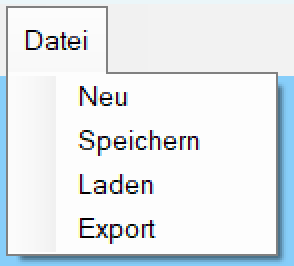 Datei
Neu
Speichern
Laden
Export